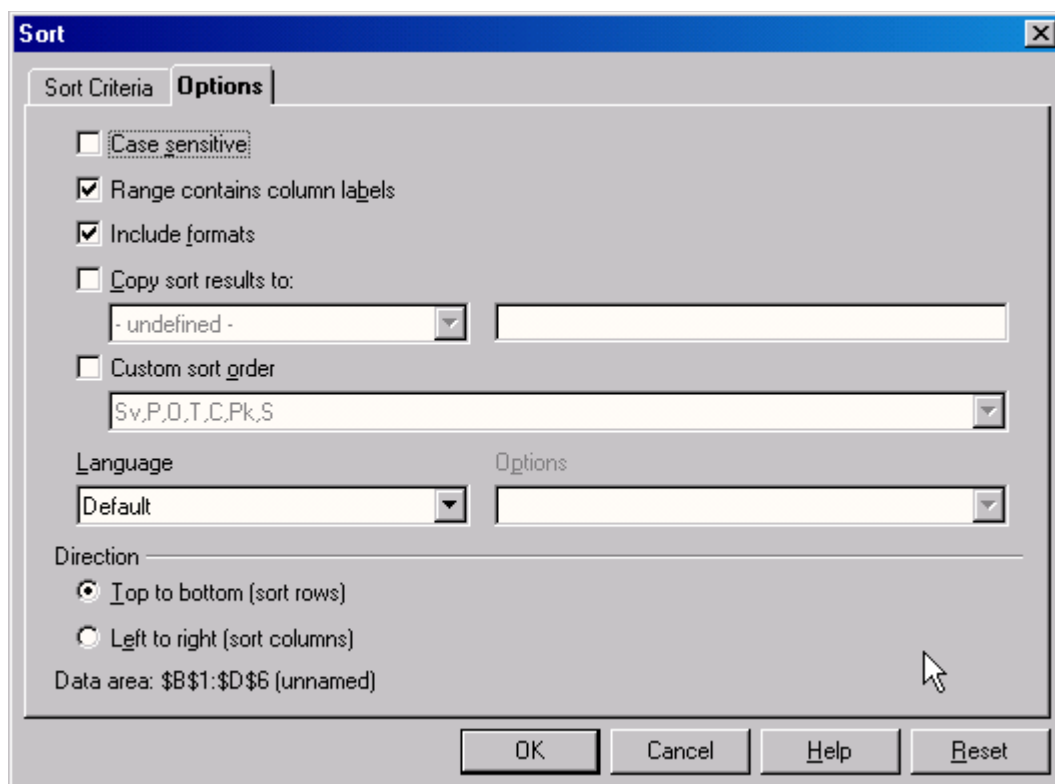 Sort
Sort Criteria Options
Case sensitive
Range contains column labels
Include formats
Copy sort results to:
- undefined -
Custom sort order
Sv,P,O,T,C,Pk,S
Language Options
Default
Direction
Top to bottom (sort rows)
Left to right (sort columns)
Data area: $B$1:$D$6 (unnamed)
OK Cancel Help Reset